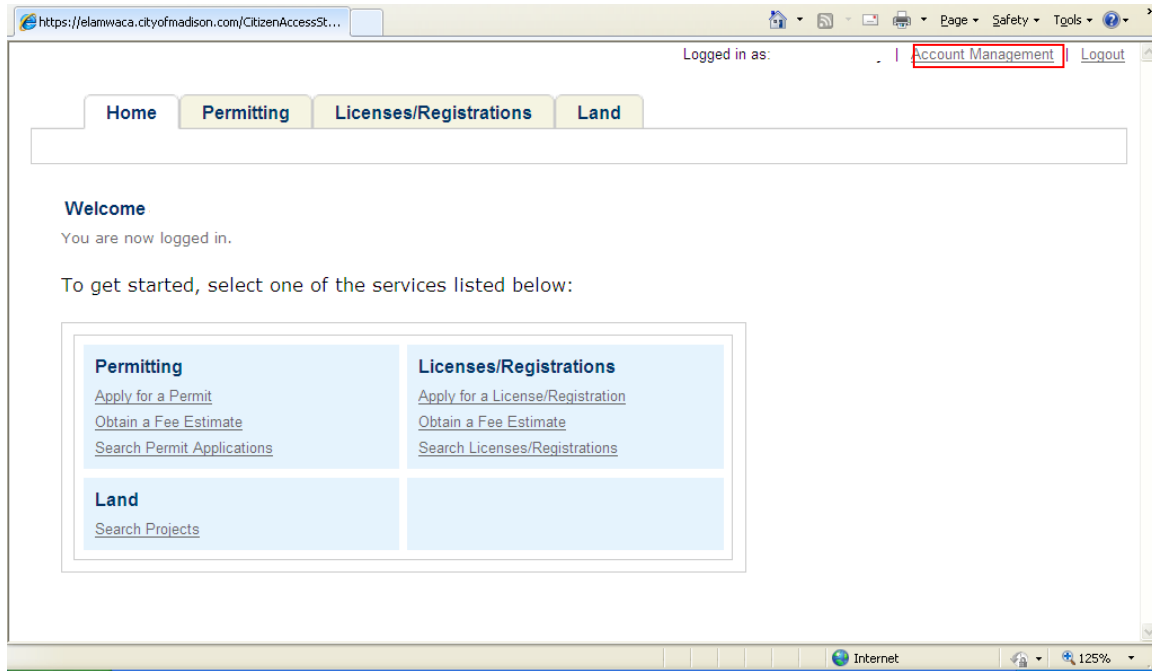 https://elamwaca.cityofmadison.com/CitizenAccessSt...
Page Safety Tools
Logged in as: | Account Management | Logout
Home Permitting Licenses/Registrations Land
Welcome
You are now logged in.
To get started, select one of the services listed below:
Permitting Licenses/Registrations
Apply for a Permit Apply for a License/Registration
Obtain a Fee Estimate Obtain a Fee Estimate
Search Permit Applications Search Licenses/Registrations
Land
Search Projects
Internet 125%